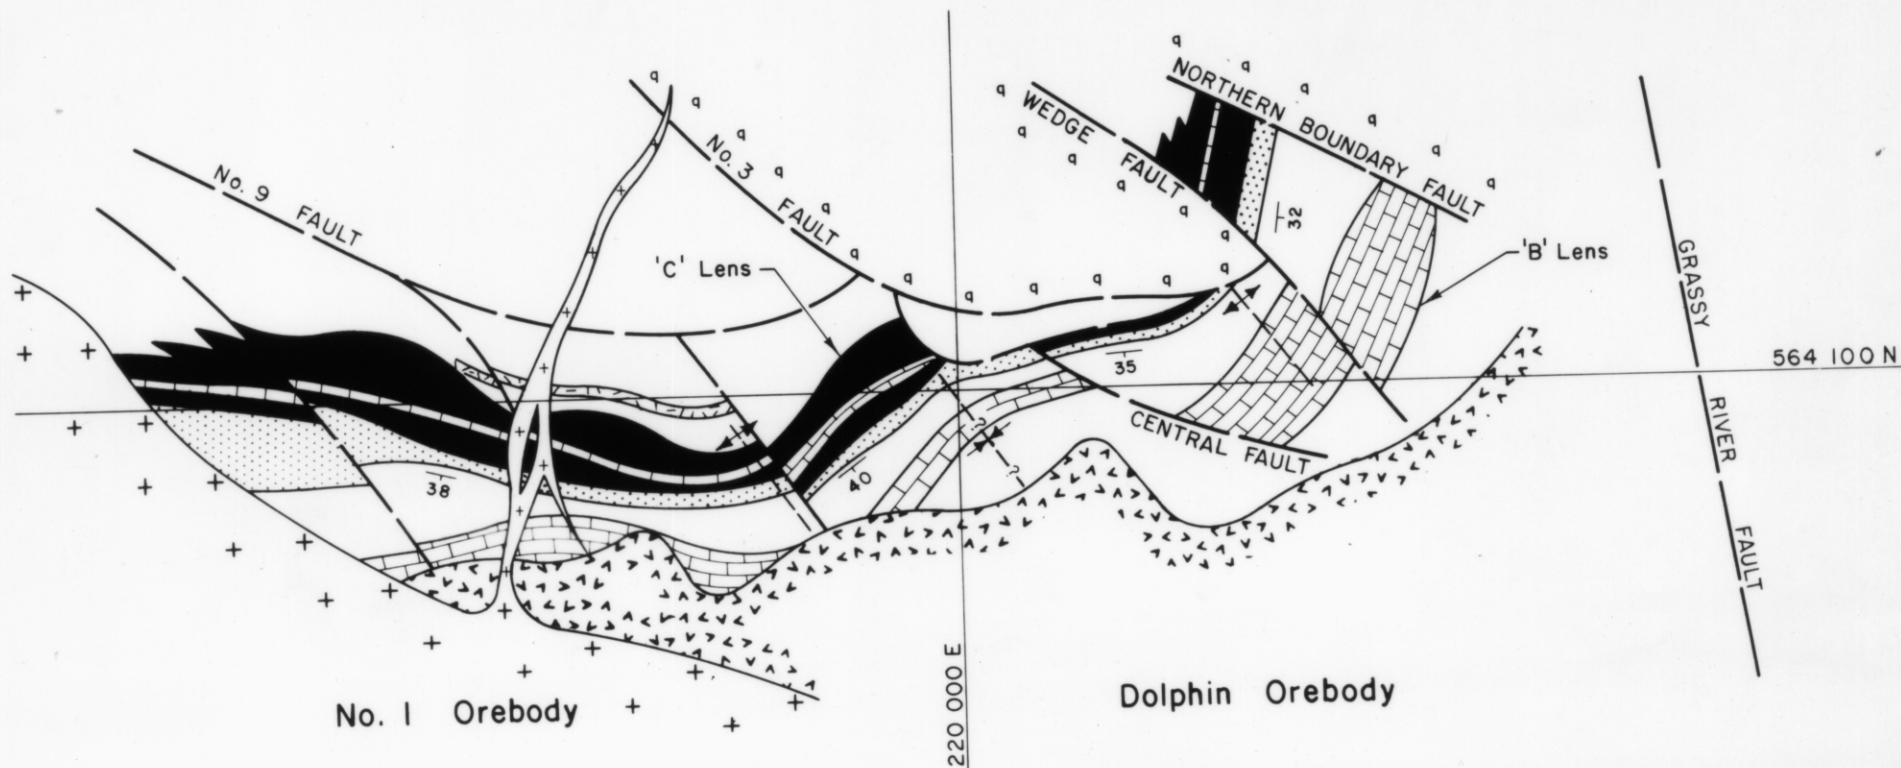 NORTHERN BOUNDARY FAULT
WEDGE FAULT
No. 3 FAULT
No. 9 FAULT
'C' Lens
32
'B' Lens
GRASSY RIVER FAULT
564 100 N
35
CENTRAL FAULT
?
?
38
40
220 000 E
No. 1 Orebody
Dolphin Orebody
q q q q q q
q q q q q q q
q q q q q q q q q q q